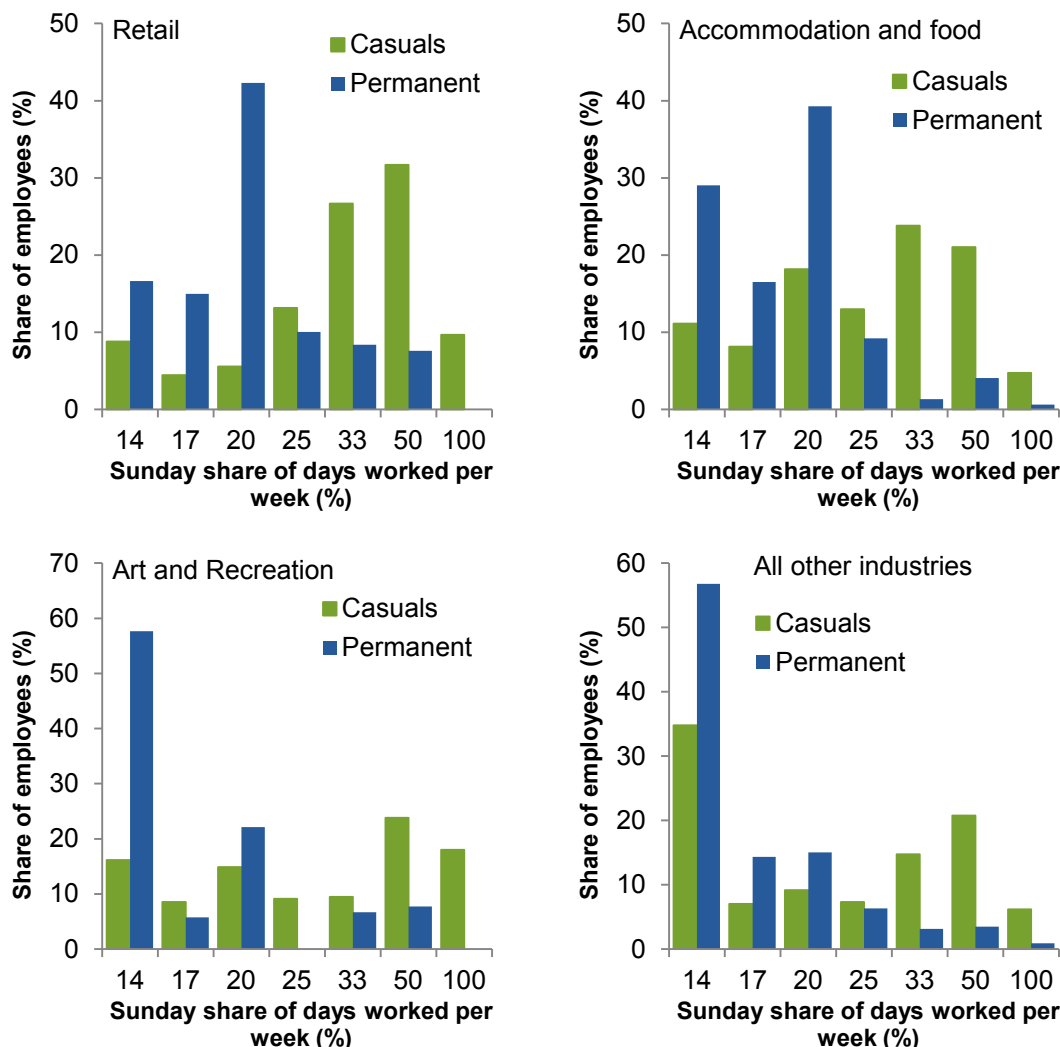 Retail
Casuals
Permanent
Share of employees (%)
50
40
30
20
10
0
14 17 20 25 33 50 100
Sunday share of days worked per
week (%)
Accommodation and food
Casuals
Permanent
Share of employees (%)
50
40
30
20
10
0
14 17 20 25 33 50 100
Sunday share of days worked per
week (%)
Art and Recreation
Casuals
Permanent
Share of employees (%)
70
60
50
40
30
20
10
0
14 17 20 25 33 50 100
Sunday share of days worked per
week (%)
All other industries
Casuals
Permanent
Share of employees (%)
60
50
40
30
20
10
0
14 17 20 25 33 50 100
Sunday share of days worked per
week (%)